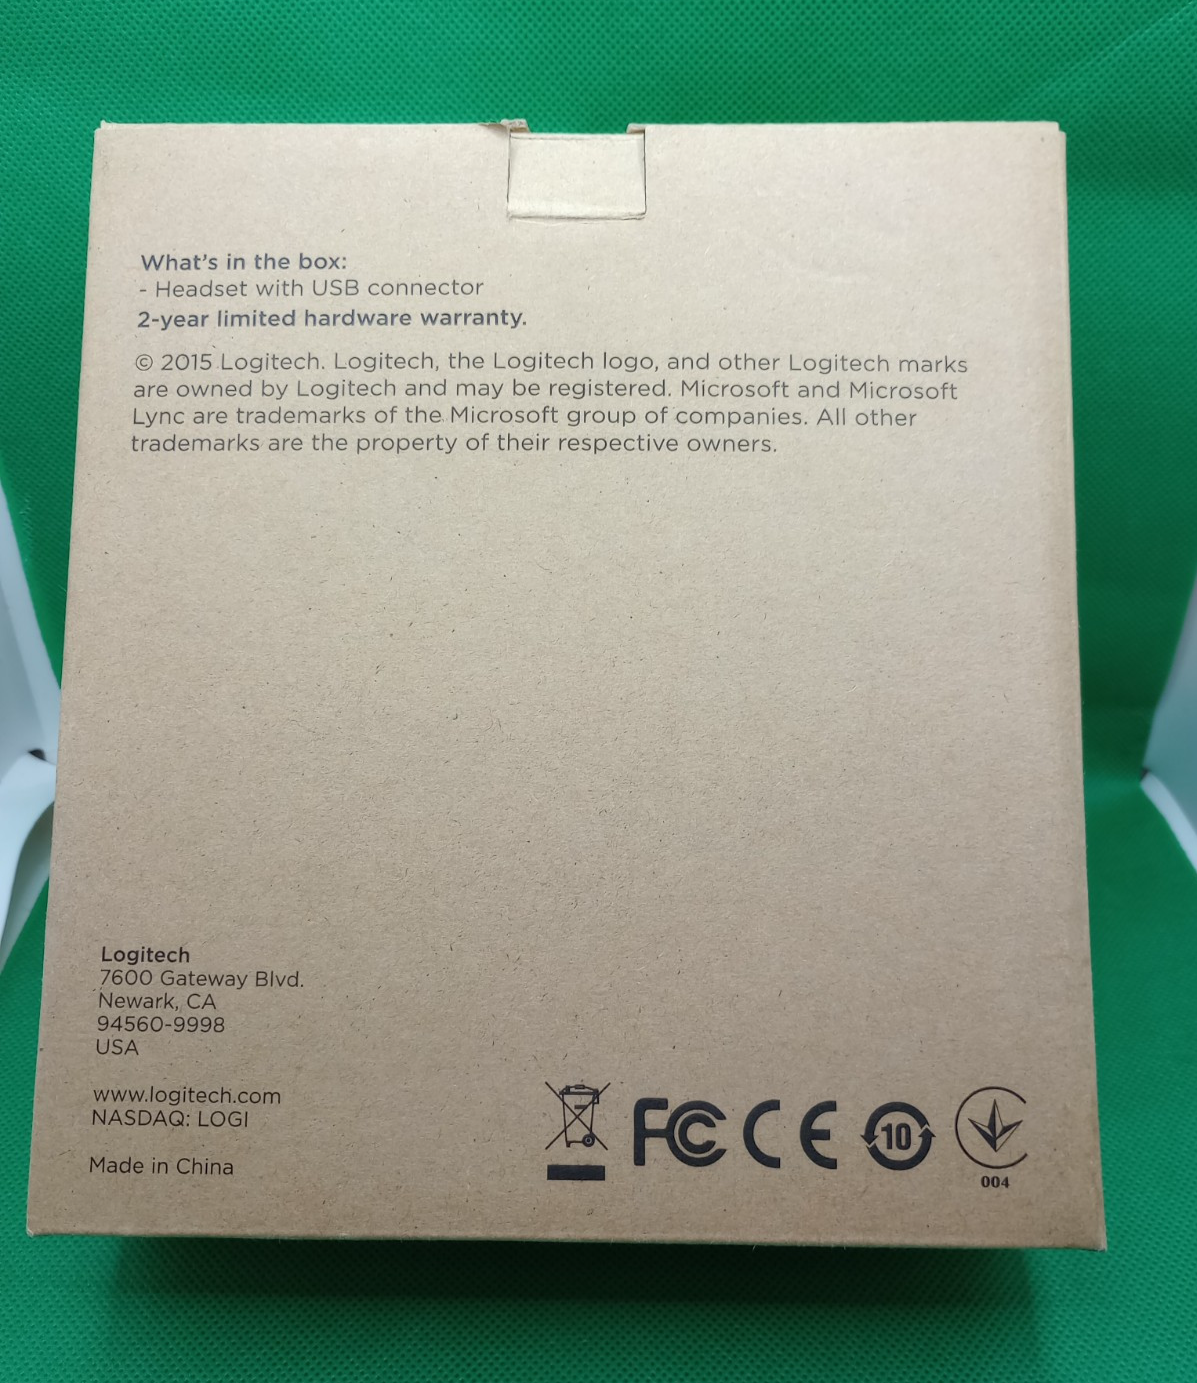 What's in the box:
- Headset with USB connector
2-year limited hardware warranty.
© 2015 Logitech. Logitech, the Logitech logo, and other Logitech marks
are owned by Logitech and may be registered. Microsoft and Microsoft
Lync are trademarks of the Microsoft group of companies. All other
trademarks are the property of their respective owners.
Logitech
7600 Gateway Blvd.
Newark, CA
94560-9998
USA
www.logitech.com
NASDAQ: LOGI
Made in China
FC CE 10
004